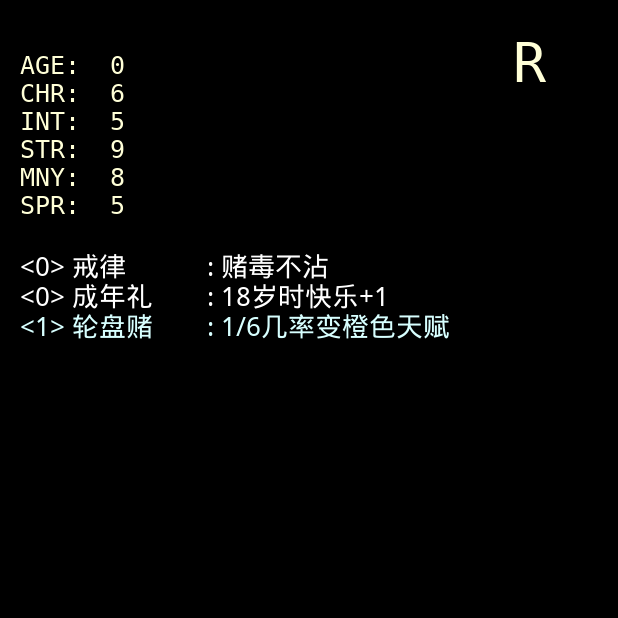 R
AGE: 0
CHR: 6
INT: 5
STR: 9
MNY: 8
SPR: 5
<0> 戒律 : 赌毒不沾
<0> 成年礼 : 18岁时快乐+1
<1> 轮盘赌 : 1/6几率变橙色天赋